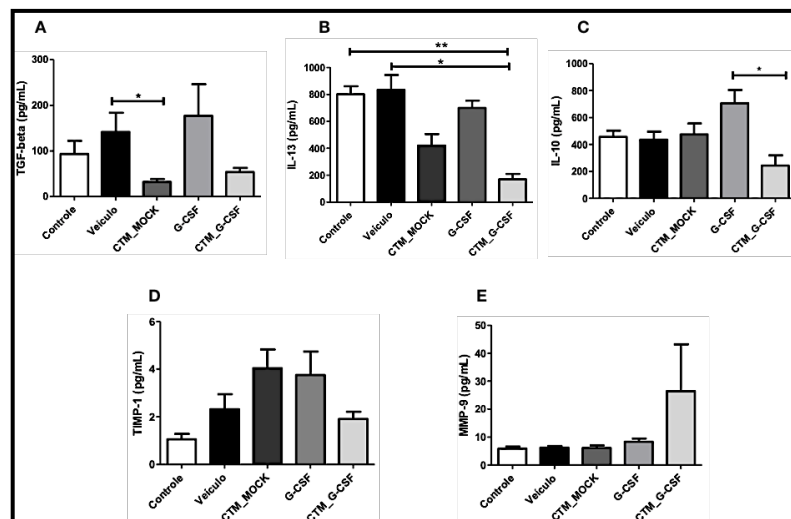 A
TGF-beta (pg/mL)
300
200
100
0
*
Controle
Veículo
CTM_MOCK
G-CSF
CTM_G-CSF
B
IL-13 (pg/mL)
1000
800
600
400
200
0
**
*
Controle
Veículo
CTM_MOCK
G-CSF
CTM_G-CSF
C
IL-10 (pg/mL)
1000
800
600
400
200
0
*
Controle
Veículo
CTM_MOCK
G-CSF
CTM_G-CSF
D
TIMP-1 (pg/mL)
6
4
2
0
Controle
Veículo
CTM_MOCK
G-CSF
CTM_G-CSF
E
MMP-9 (pg/mL)
50
40
30
20
10
0
Controle
Veículo
CTM_MOCK
G-CSF
CTM_G-CSF